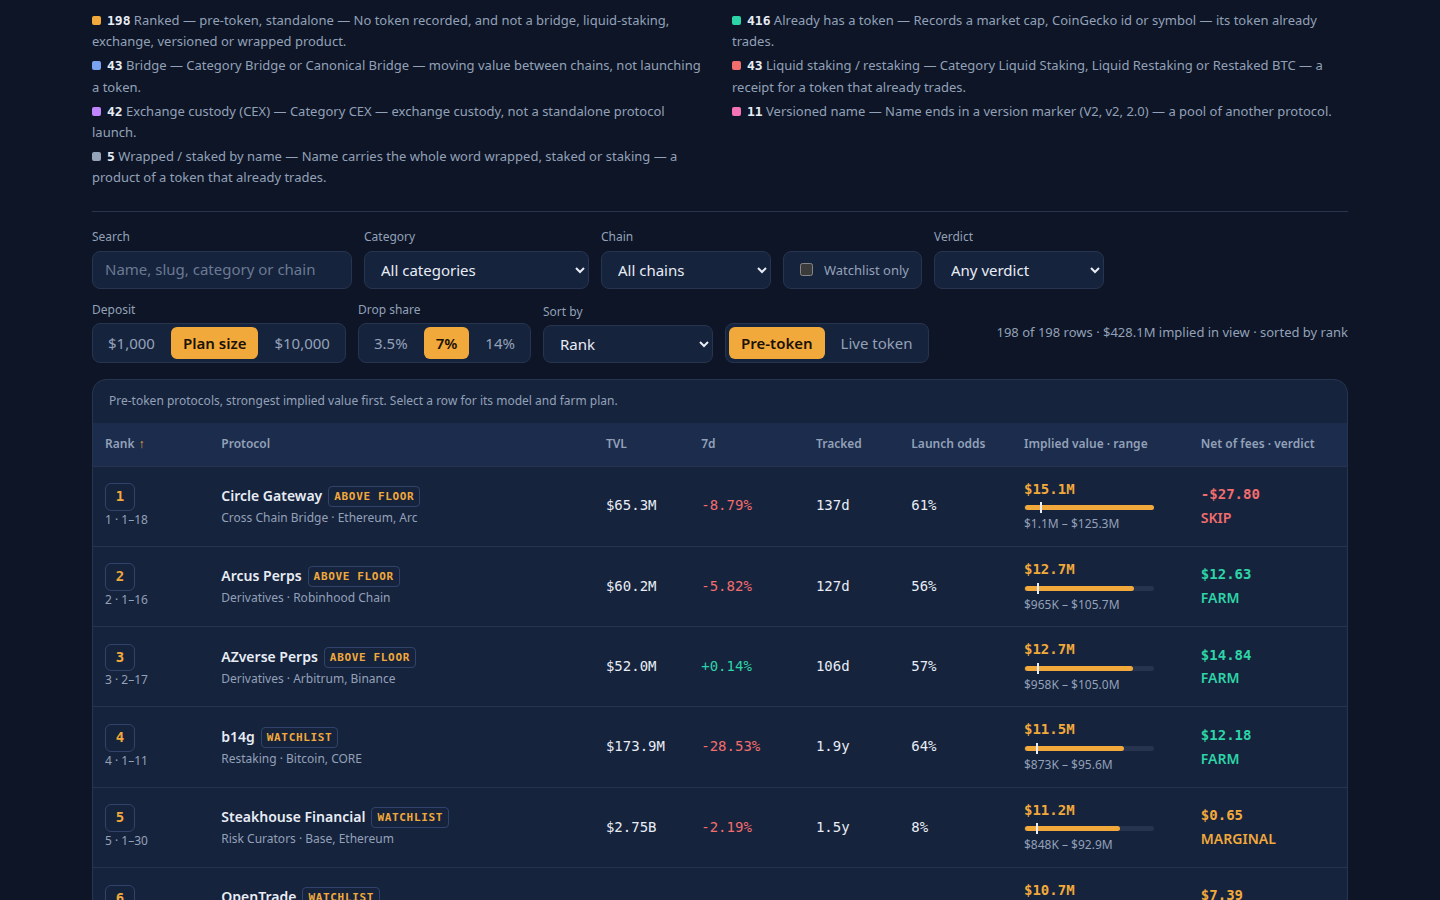 198 Ranked — pre-token, standalone — No token recorded, and not a bridge, liquid-staking,
exchange, versioned or wrapped product.
416 Already has a token — Records a market cap, CoinGecko id or symbol — its token already
trades.
43 Bridge — Category Bridge or Canonical Bridge — moving value between chains, not launching
a token.
43 Liquid staking / restaking — Category Liquid Staking, Liquid Restaking or Restaked BTC — a
receipt for a token that already trades.
42 Exchange custody (CEX) — Category CEX — exchange custody, not a standalone protocol
launch.
11 Versioned name — Name ends in a version marker (V2, v2, 2.0) — a pool of another protocol.
5 Wrapped / staked by name — Name carries the whole word wrapped, staked or staking — a
product of a token that already trades.
Search Category Chain Verdict
Name, slug, category or chain All categories All chains Watchlist only Any verdict
Deposit Drop share Sort by
$1,000 Plan size $10,000 3.5% 7% 14% Rank Pre-token Live token 198 of 198 rows · $428.1M implied in view · sorted by rank
Pre-token protocols, strongest implied value first. Select a row for its model and farm plan.
Rank ↑ Protocol TVL 7d Tracked Launch odds Implied value · range Net of fees · verdict
1 Circle Gateway ABOVE FLOOR $65.3M -8.79% 137d 61% $15.1M -$27.80
1 · 1–18 Cross Chain Bridge · Ethereum, Arc $1.1M – $125.3M SKIP
2 Arcus Perps ABOVE FLOOR $60.2M -5.82% 127d 56% $12.7M $12.63
2 · 1–16 Derivatives · Robinhood Chain $965K – $105.7M FARM
3 AZverse Perps ABOVE FLOOR $52.0M +0.14% 106d 57% $12.7M $14.84
3 · 2–17 Derivatives · Arbitrum, Binance $958K – $105.0M FARM
4 b14g WATCHLIST $173.9M -28.53% 1.9y 64% $11.5M $12.18
4 · 1–11 Restaking · Bitcoin, CORE $873K – $95.6M FARM
5 Steakhouse Financial WATCHLIST $2.75B -2.19% 1.5y 8% $11.2M $0.65
5 · 1–30 Risk Curators · Base, Ethereum $848K – $92.9M MARGINAL
6 OpenTrade WATCHLIST $10.7M $7.39